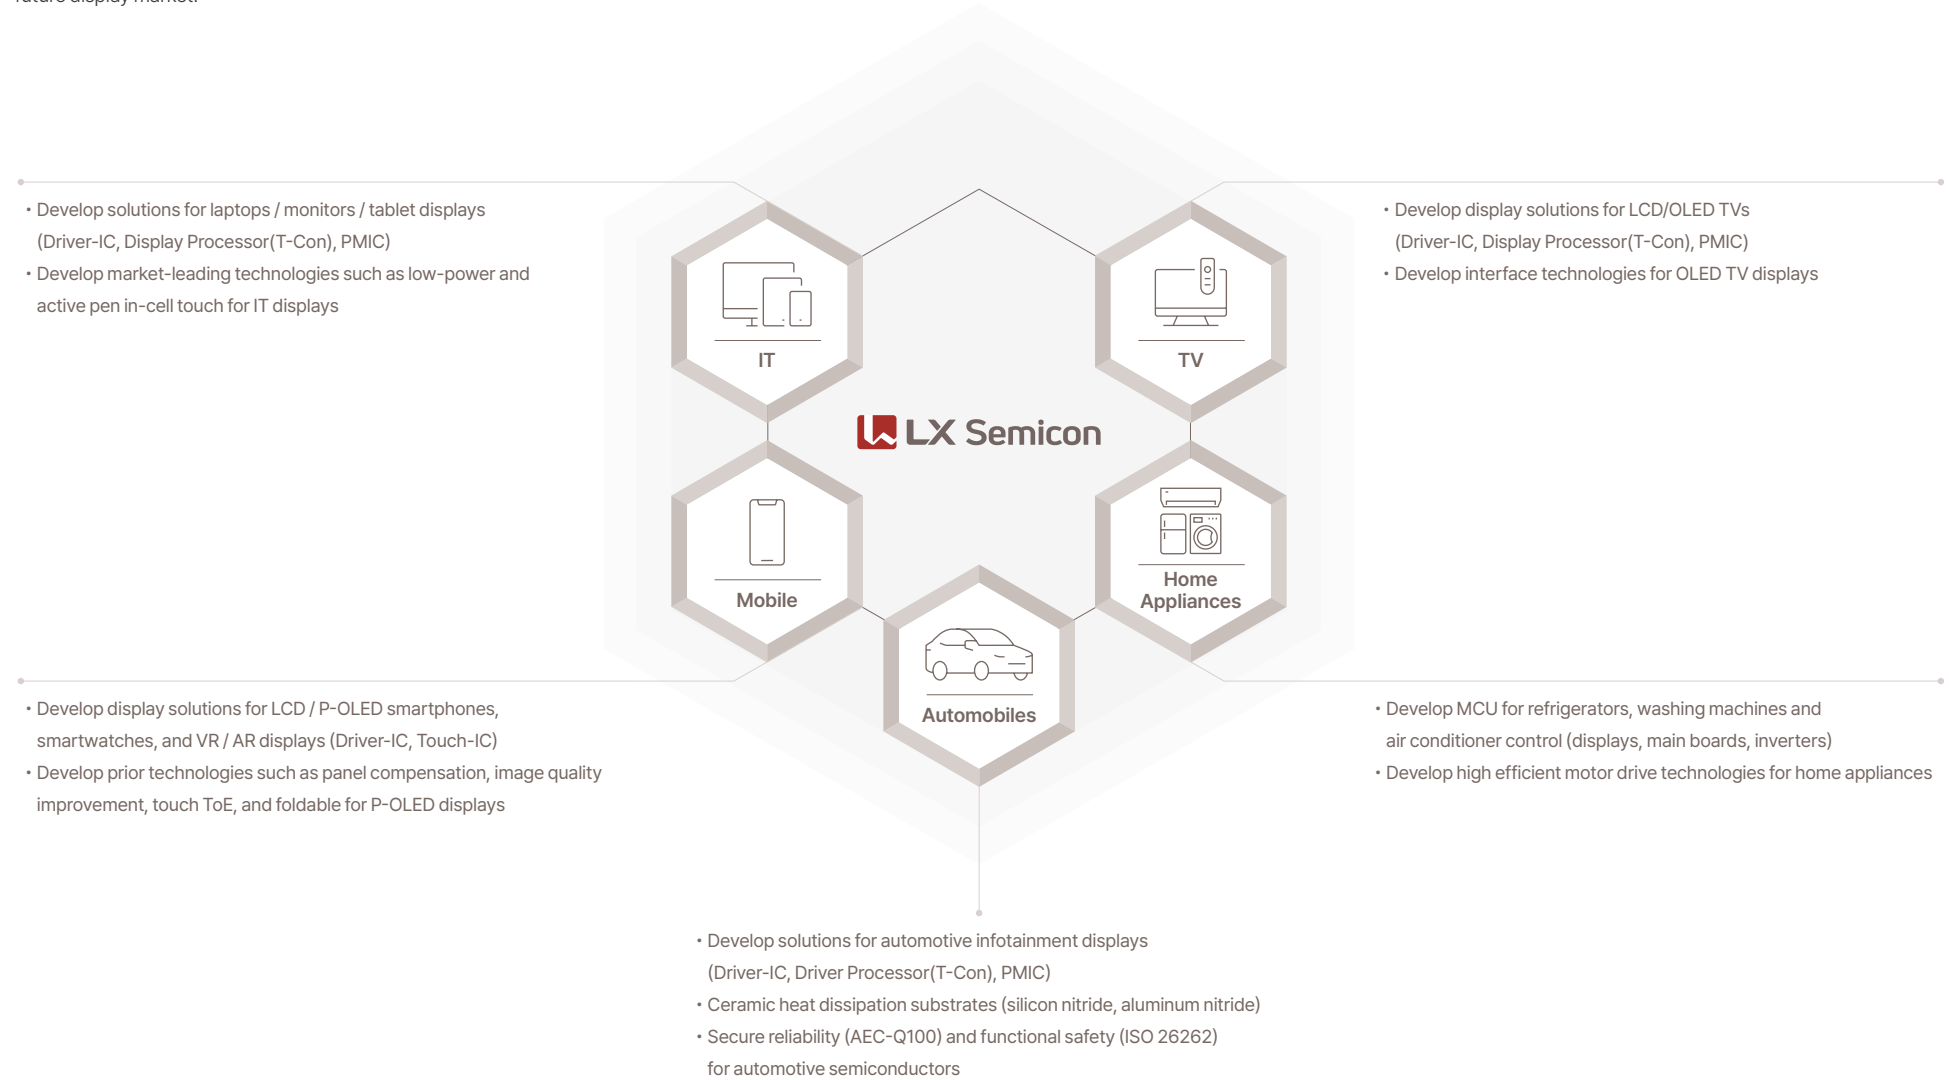 future display market.
• Develop solutions for laptops / monitors / tablet displays
(Driver-IC, Display Processor(T-Con), PMIC)
• Develop market-leading technologies such as low-power and
active pen in-cell touch for IT displays
• Develop display solutions for LCD/OLED TVs
(Driver-IC, Display Processor(T-Con), PMIC)
• Develop interface technologies for OLED TV displays
IT
TV
LX Semicon
Mobile
Home
Appliances
Automobiles
• Develop display solutions for LCD / P-OLED smartphones,
smartwatches, and VR / AR displays (Driver-IC, Touch-IC)
• Develop prior technologies such as panel compensation, image quality
improvement, touch ToE, and foldable for P-OLED displays
• Develop MCU for refrigerators, washing machines and
air conditioner control (displays, main boards, inverters)
• Develop high efficient motor drive technologies for home appliances
• Develop solutions for automotive infotainment displays
(Driver-IC, Driver Processor(T-Con), PMIC)
• Ceramic heat dissipation substrates (silicon nitride, aluminum nitride)
• Secure reliability (AEC-Q100) and functional safety (ISO 26262)
for automotive semiconductors